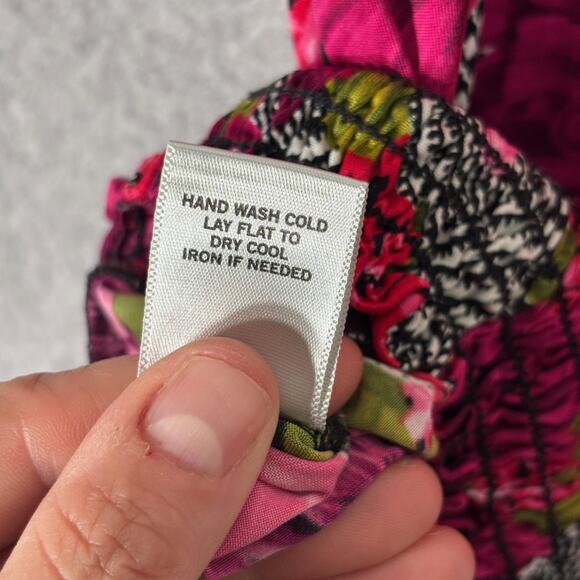 HAND WASH COLD
LAY FLAT TO
DRY COOL
IRON IF NEEDED